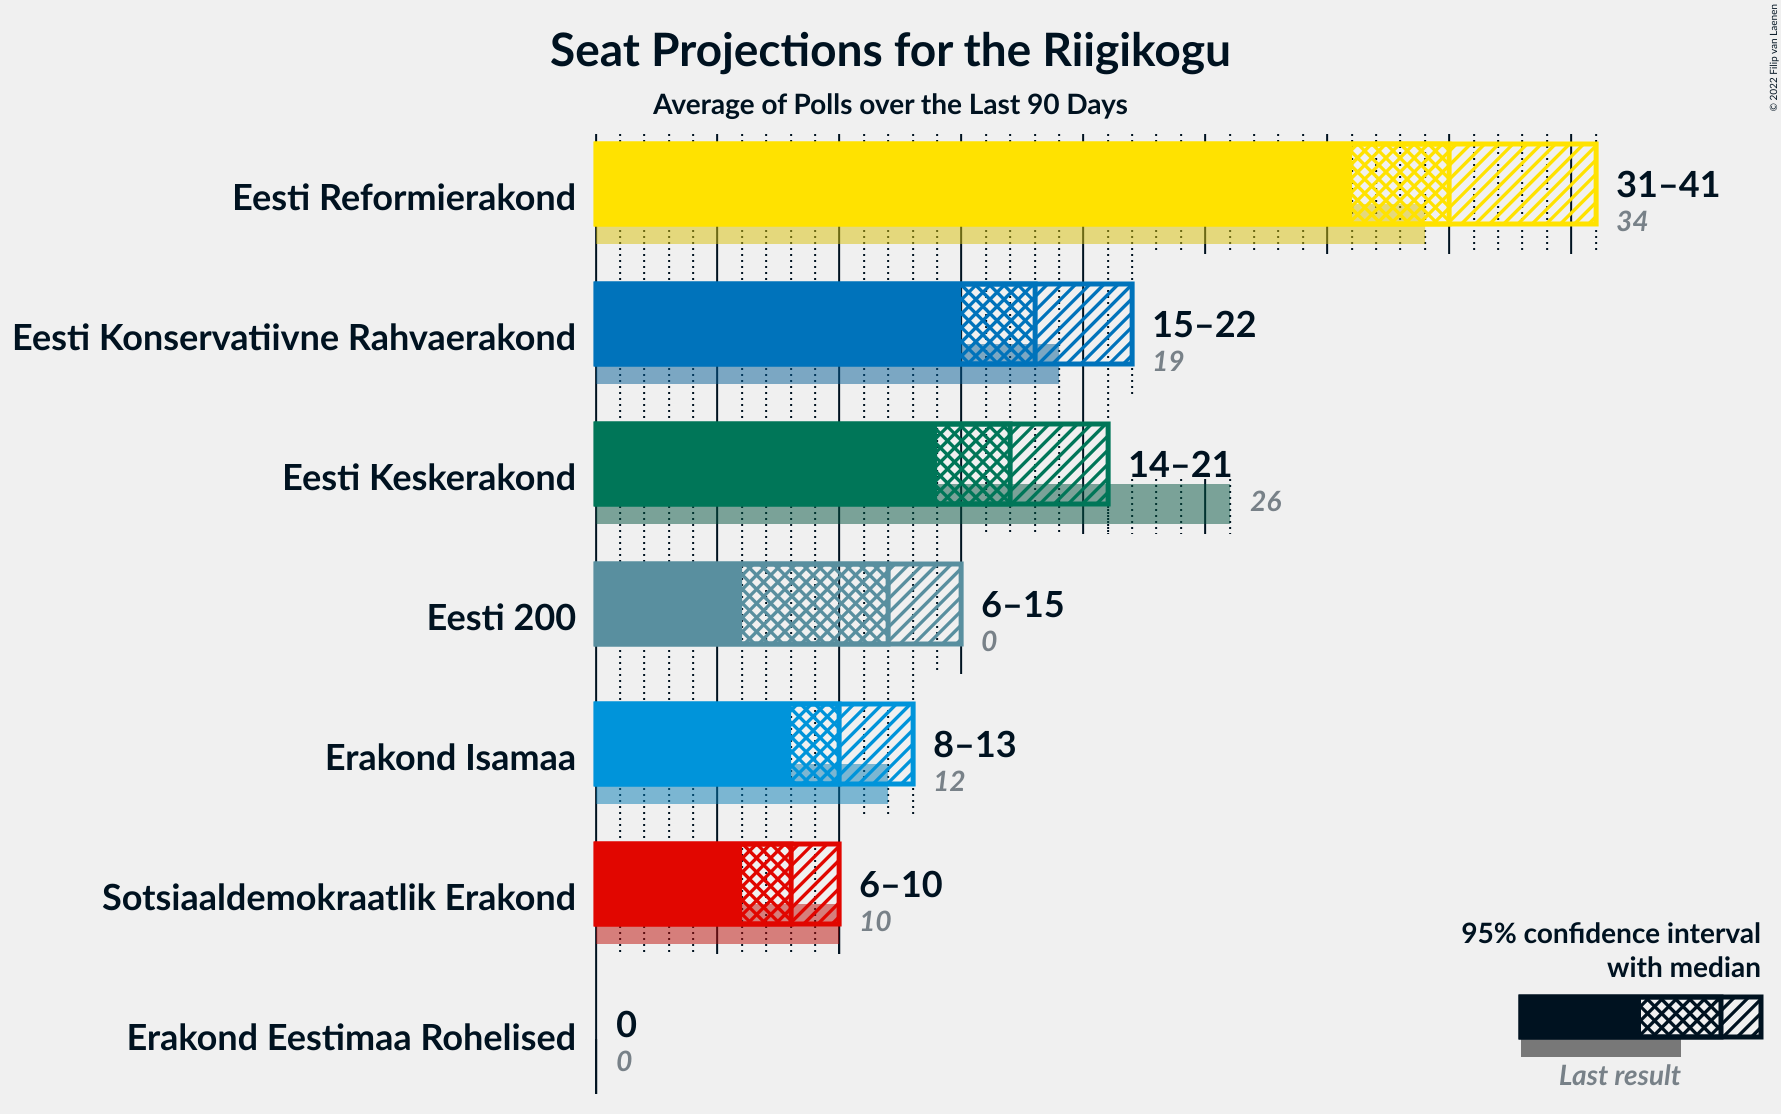 Seat Projections for the Riigikogu
Average of Polls over the Last 90 Days
© 2022 Filip van Laenen
Eesti Reformierakond
31–41
34
Eesti Konservatiivne Rahvaerakond
15–22
19
Eesti Keskerakond
14–21
26
Eesti 200
6–15
0
Erakond Isamaa
8–13
12
Sotsiaaldemokraatlik Erakond
6–10
10
Erakond Eestimaa Rohelised
0
0
95% confidence interval
with median
Last result